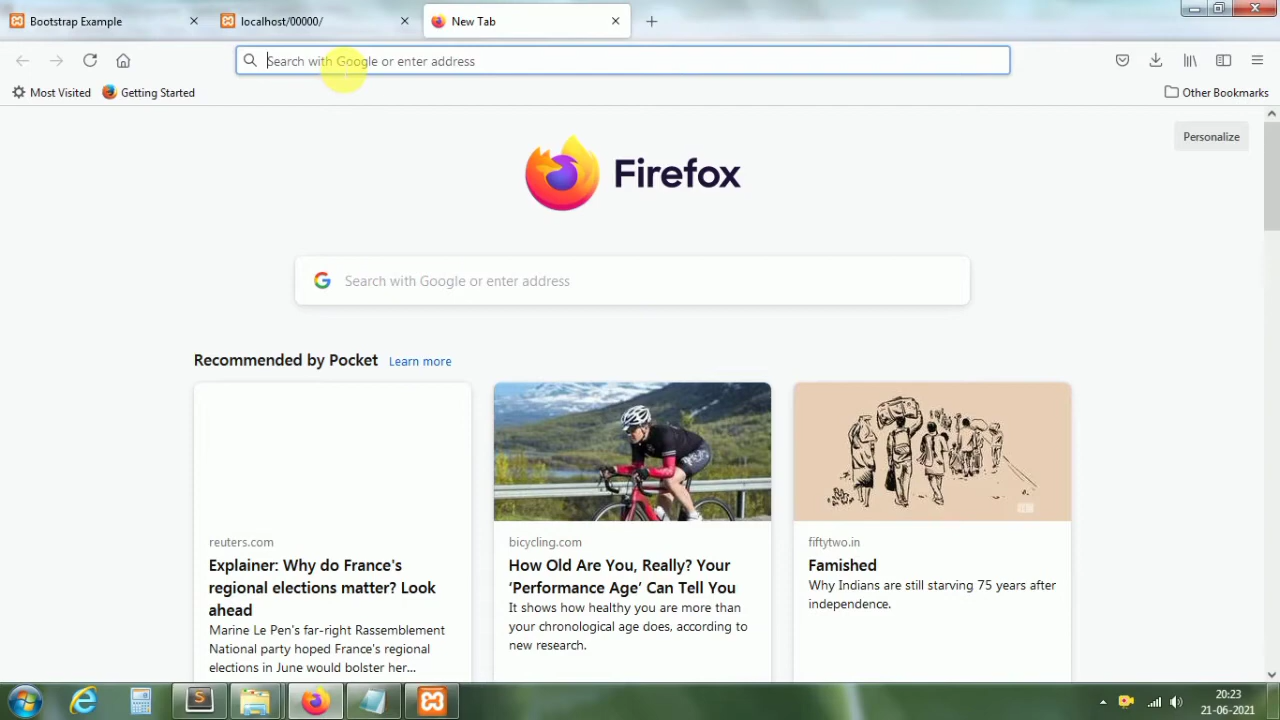 Bootstrap Example
localhost/00000/
New Tab
Search with Google or enter address
Most Visited
Getting Started
Other Bookmarks
Personalize
Firefox
Search with Google or enter address
Recommended by Pocket Learn more
reuters.com
Explainer: Why do France's
regional elections matter? Look
ahead
Marine Le Pen's far-right Rassemblement
National party hoped France's regional
elections in June would bolster her...
bicycling.com
How Old Are You, Really? Your
‘Performance Age’ Can Tell You
It shows how healthy you are more than
your chronological age does, according to
new research.
fiftytwo.in
Famished
Why Indians are still starving 75 years after
independence.
20:23
21-06-2021